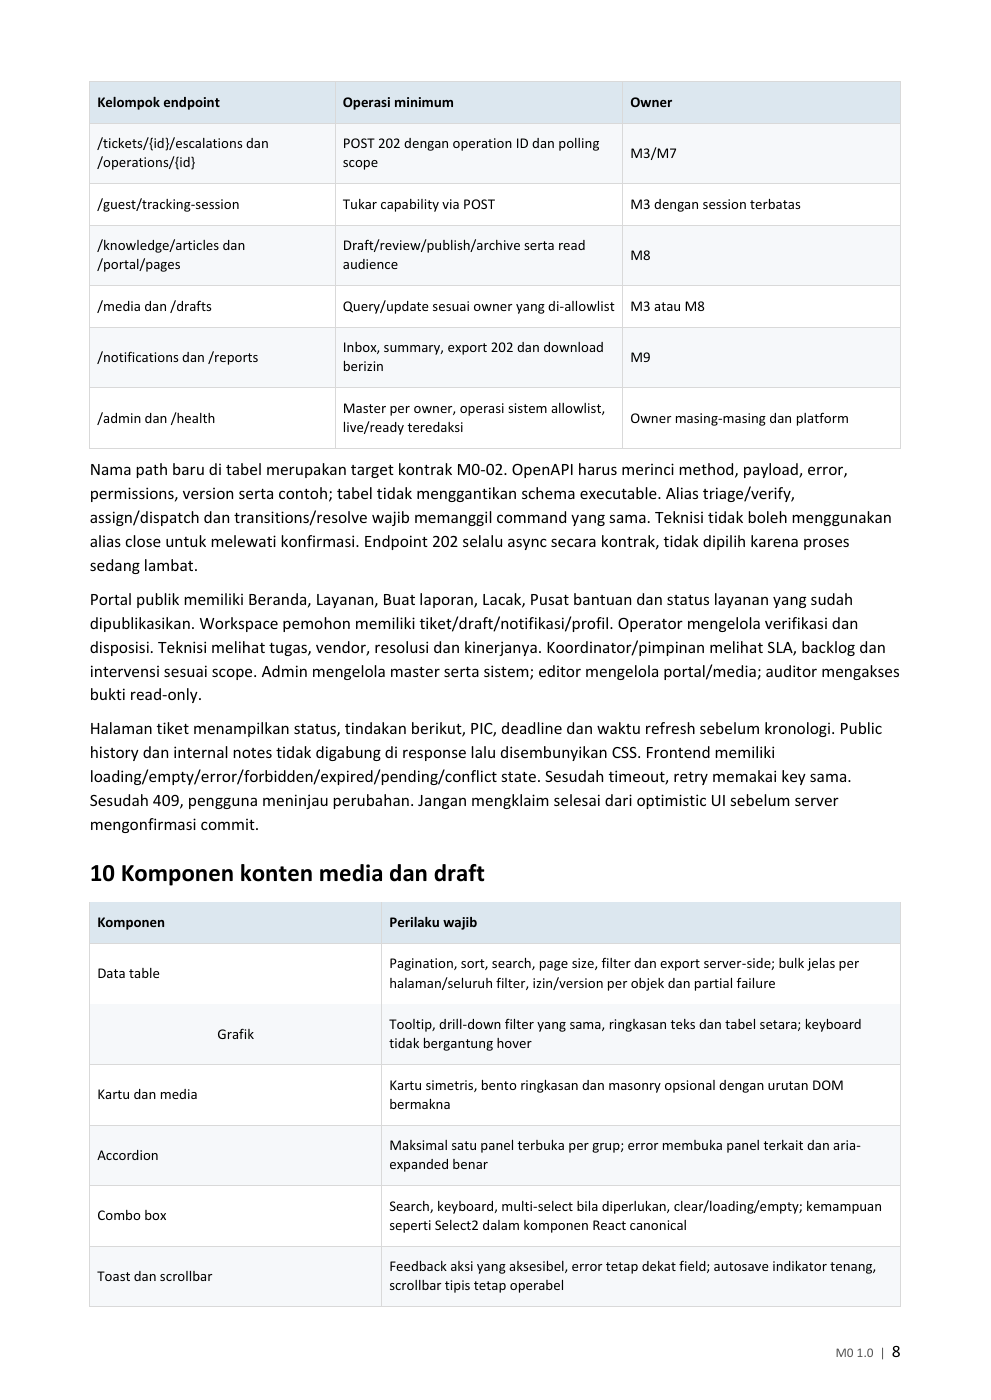 Kelompok endpoint Operasi minimum Owner
/tickets/{id}/escalations dan
/operations/{id}
POST 202 dengan operation ID dan polling
scope
M3/M7
/guest/tracking-session Tukar capability via POST M3 dengan session terbatas
/knowledge/articles dan
/portal/pages
Draft/review/publish/archive serta read
audience
M8
/media dan /drafts Query/update sesuai owner yang di-allowlist M3 atau M8
/notifications dan /reports
Inbox, summary, export 202 dan download
berizin
M9
/admin dan /health
Master per owner, operasi sistem allowlist,
live/ready teredaksi
Owner masing-masing dan platform
Nama path baru di tabel merupakan target kontrak M0-02. OpenAPI harus merinci method, payload, error,
permissions, version serta contoh; tabel tidak menggantikan schema executable. Alias triage/verify,
assign/dispatch dan transitions/resolve wajib memanggil command yang sama. Teknisi tidak boleh menggunakan
alias close untuk melewati konfirmasi. Endpoint 202 selalu async secara kontrak, tidak dipilih karena proses
sedang lambat.
Portal publik memiliki Beranda, Layanan, Buat laporan, Lacak, Pusat bantuan dan status layanan yang sudah
dipublikasikan. Workspace pemohon memiliki tiket/draft/notifikasi/profil. Operator mengelola verifikasi dan
disposisi. Teknisi melihat tugas, vendor, resolusi dan kinerjanya. Koordinator/pimpinan melihat SLA, backlog dan
intervensi sesuai scope. Admin mengelola master serta sistem; editor mengelola portal/media; auditor mengakses
bukti read-only.
Halaman tiket menampilkan status, tindakan berikut, PIC, deadline dan waktu refresh sebelum kronologi. Public
history dan internal notes tidak digabung di response lalu disembunyikan CSS. Frontend memiliki
loading/empty/error/forbidden/expired/pending/conflict state. Sesudah timeout, retry memakai key sama.
Sesudah 409, pengguna meninjau perubahan. Jangan mengklaim selesai dari optimistic UI sebelum server
mengonfirmasi commit.
10 Komponen konten media dan draft
Komponen Perilaku wajib
Data table
Pagination, sort, search, page size, filter dan export server-side; bulk jelas per
halaman/seluruh filter, izin/version per objek dan partial failure
Grafik
Tooltip, drill-down filter yang sama, ringkasan teks dan tabel setara; keyboard
tidak bergantung hover
Kartu dan media
Kartu simetris, bento ringkasan dan masonry opsional dengan urutan DOM
bermakna
Accordion
Maksimal satu panel terbuka per grup; error membuka panel terkait dan aria-
expanded benar
Combo box
Search, keyboard, multi-select bila diperlukan, clear/loading/empty; kemampuan
seperti Select2 dalam komponen React canonical
Toast dan scrollbar
Feedback aksi yang aksesibel, error tetap dekat field; autosave indikator tenang,
scrollbar tipis tetap operabel
M0 1.0 | 8